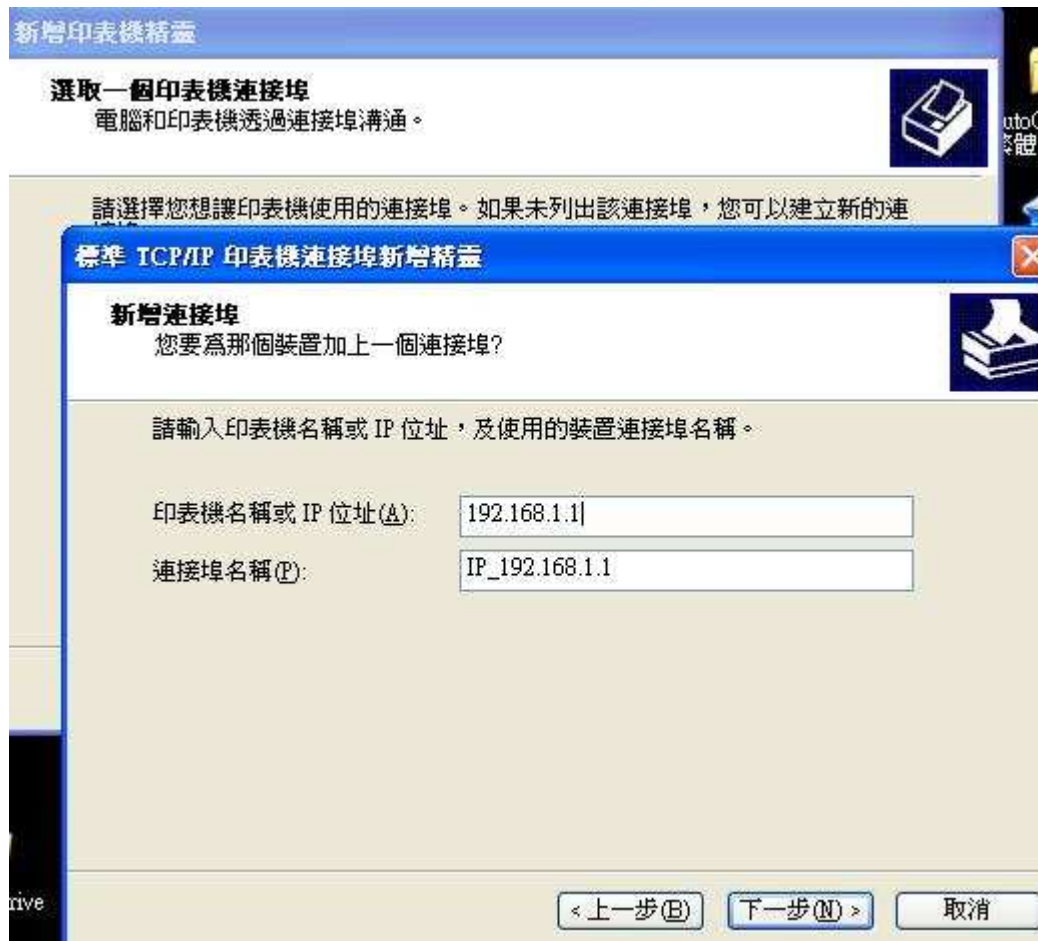 新增印表機精靈
選取一個印表機連接埠
電腦和印表機透過連接埠溝通。
請選擇您想讓印表機使用的連接埠。如果未列出該連接埠，您可以建立新的連
標準 TCP/IP 印表機連接埠新增精靈
新增連接埠
您要為那個裝置加上一個連接埠?
請輸入印表機名稱或 IP 位址，及使用的裝置連接埠名稱。
印表機名稱或 IP 位址(A): 192.168.1.1
連接埠名稱(P): IP_192.168.1.1
<上一步(B) 下一步(N)> 取消